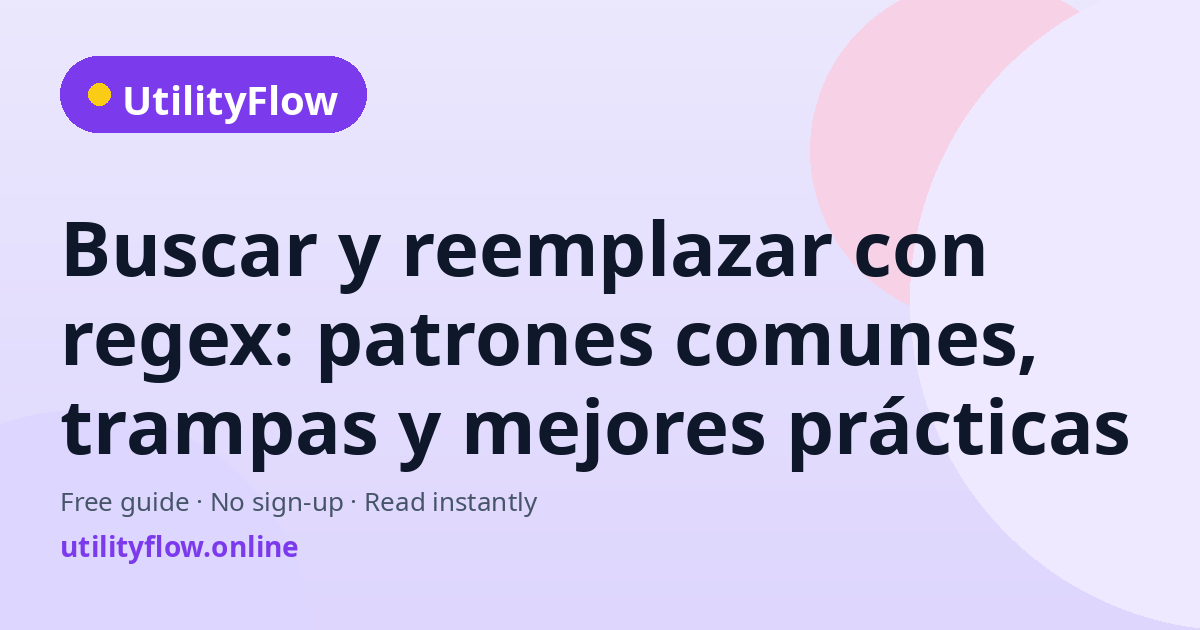 UtilityFlow
Buscar y reemplazar con
regex: patrones comunes,
trampas y mejores prácticas
Free guide · No sign-up · Read instantly
utilityflow.online